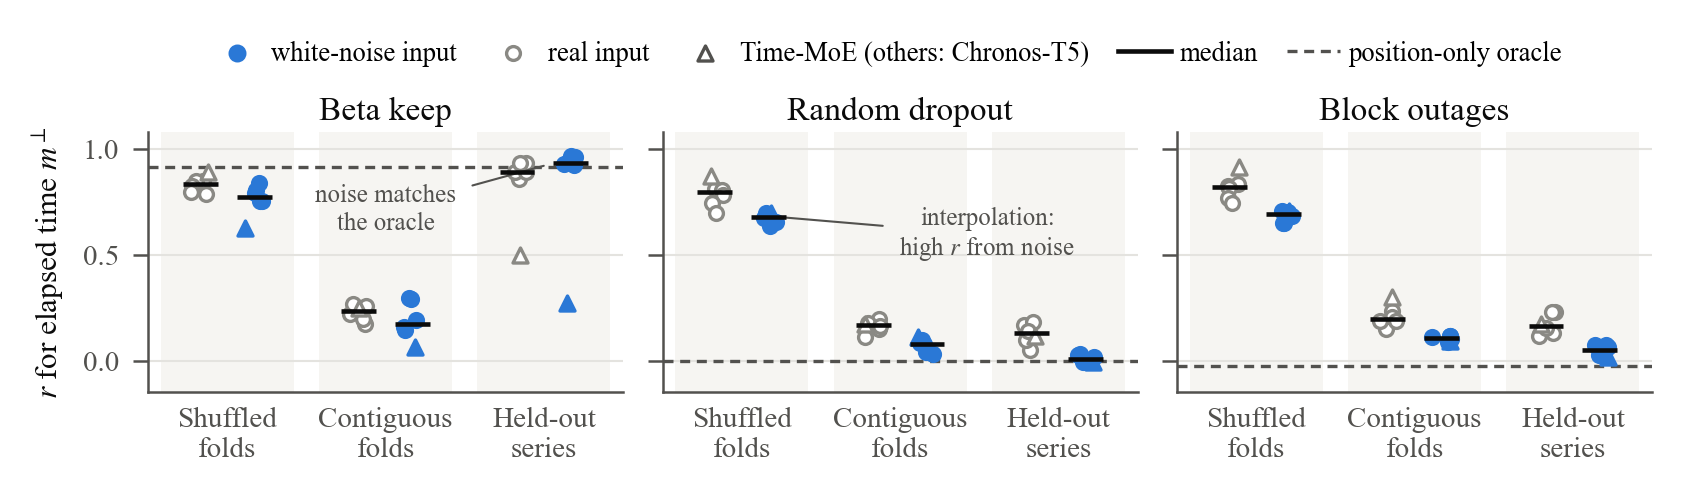 white-noise input
real input
Time-MoE (others: Chronos-T5)
median
position-only oracle
Beta keep
Random dropout
Block outages
r for elapsed time m⊥
1.0
0.5
0.0
noise matches
the oracle
interpolation:
high r from noise
Shuffled
folds
Contiguous
folds
Held-out
series
Shuffled
folds
Contiguous
folds
Held-out
series
Shuffled
folds
Contiguous
folds
Held-out
series